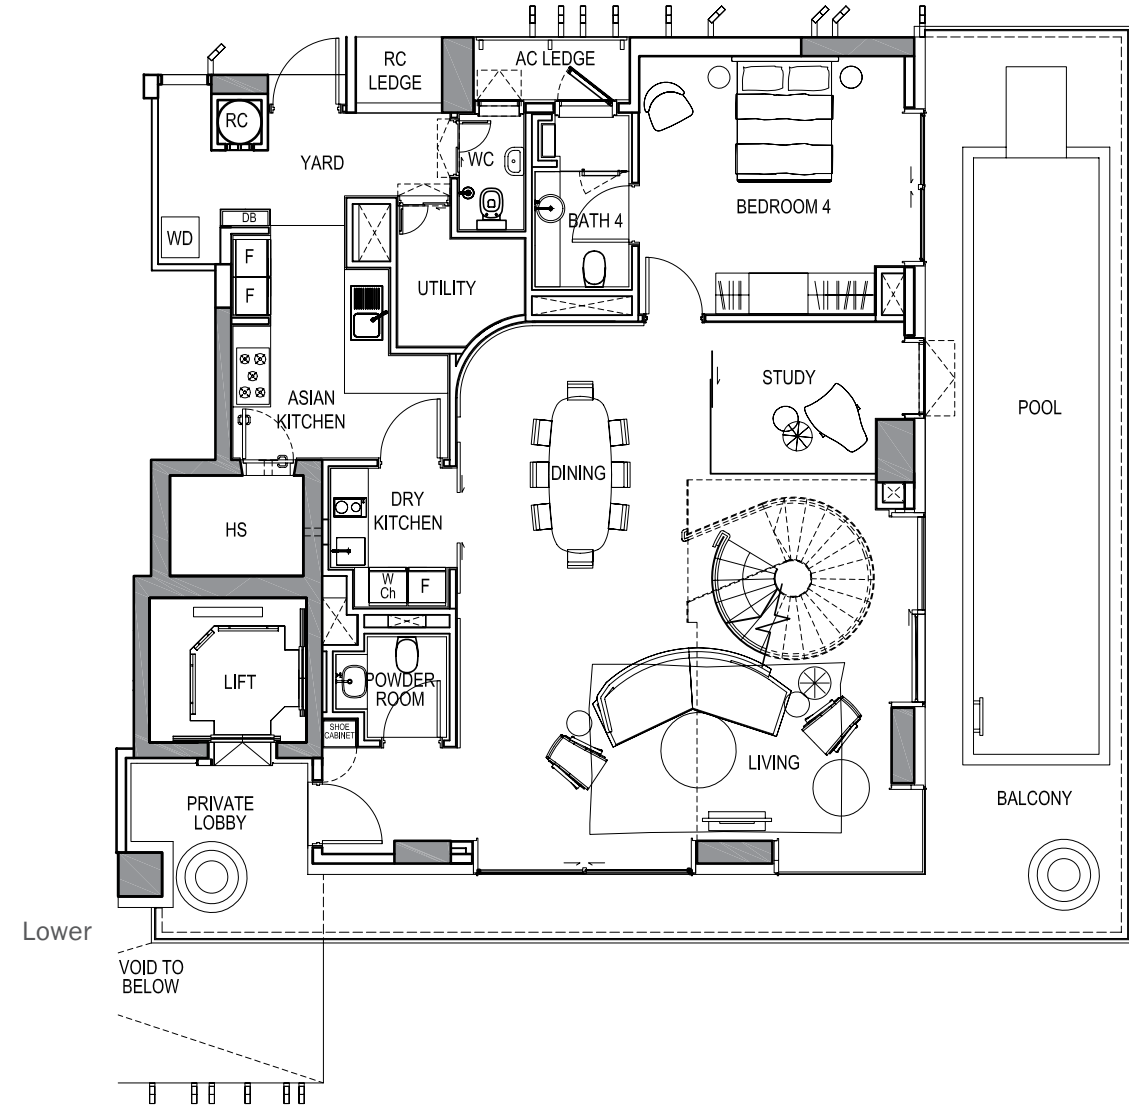 RC
LEDGE
AC LEDGE
RC
YARD
WC
BATH 4
BEDROOM 4
DB
WD
F
F
UTILITY
STUDY
ASIAN
KITCHEN
POOL
DINING
DRY
KITCHEN
HS
W
Ch
F
LIFT
POWDER
ROOM
SHOE
CABINET
LIVING
PRIVATE
LOBBY
BALCONY
Lower
VOID TO
BELOW